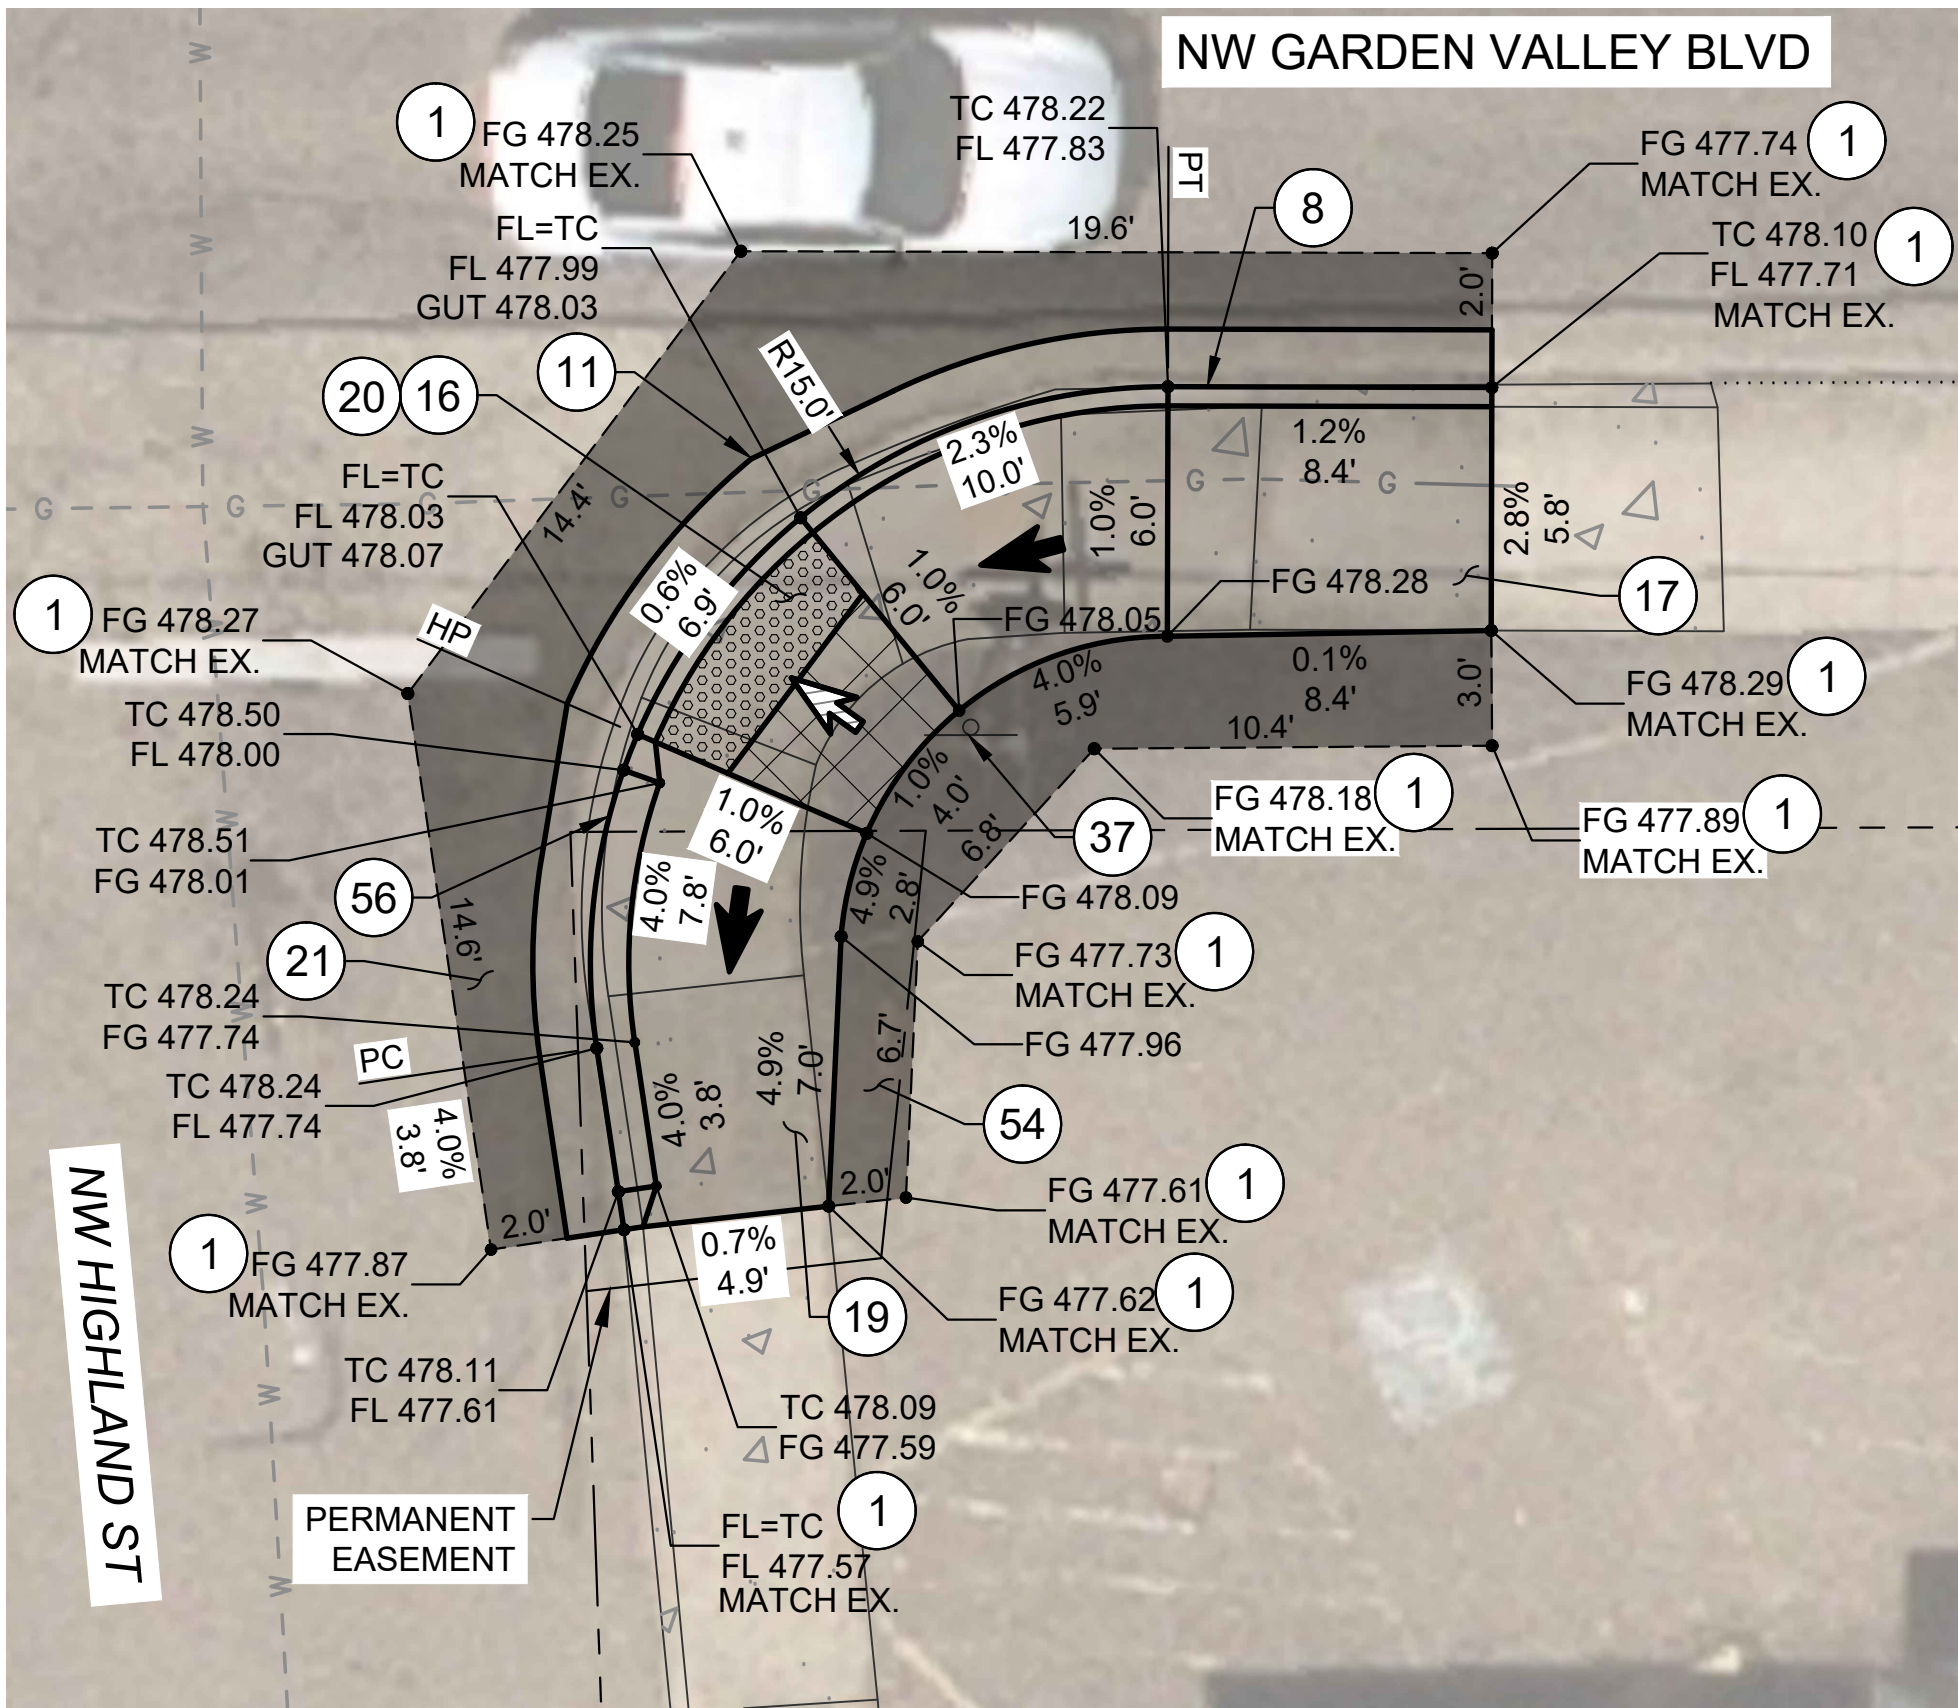 NW GARDEN VALLEY BLVD
1
FG 478.25
MATCH EX.
TC 478.22
FL 477.83
PT
8
FG 477.74
1
MATCH EX.
19.6'
TC 478.10
1
FL 477.71
MATCH EX.
2.0'
FL=TC
FL 477.99
GUT 478.03
11
20
16
R15.0'
2.3%
10.0'
1.2%
8.4'
2.8%
5.8'
1.0%
6.0'
FL=TC
FL 478.03
GUT 478.07
14.4'
G
G
G
G
G
G
G
0.6%
6.9'
1.0%
6.0'
FG 478.28
17
FG 478.05
1
FG 478.27
MATCH EX.
HP
4.0%
5.9'
0.1%
8.4'
3.0'
FG 478.29
1
MATCH EX.
10.4'
TC 478.50
FL 478.00
1.0%
4.0'
6.8'
37
FG 478.18
1
MATCH EX.
FG 477.89
1
MATCH EX.
1.0%
6.0'
TC 478.51
FG 478.01
56
4.0%
7.8'
4.9%
2.8'
FG 478.09
14.6'
21
FG 477.73
1
MATCH EX.
TC 478.24
FG 477.74
FG 477.96
PC
TC 478.24
FL 477.74
4.0%
3.8'
4.0%
3.8'
4.9%
7.0'
6.7'
54
2.0'
2.0'
FG 477.61
1
MATCH EX.
1
FG 477.87
MATCH EX.
0.7%
4.9'
19
FG 477.62
1
MATCH EX.
NW HIGHLAND ST
TC 478.11
FL 477.61
TC 478.09
FG 477.59
PERMANENT
EASEMENT
FL=TC
1
FL 477.57
MATCH EX.
W
W
W
W
W
W
W
W
W
W
W